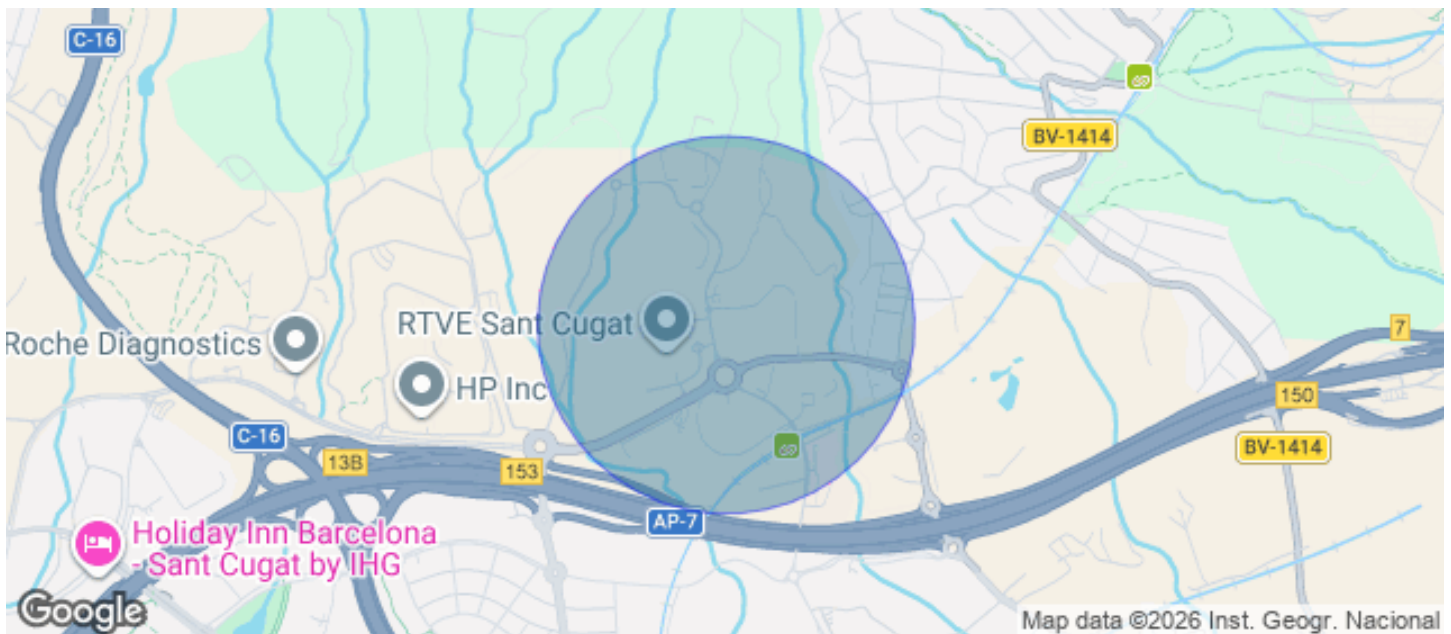 C-16
BV-1414
RTVE Sant Cugat
Roche Diagnostics
HP Inc
7
150
C-16
13B
153
BV-1414
AP-7
Holiday Inn Barcelona
- Sant Cugat by IHG
Google
Map data ©2026 Inst. Geogr. Nacional